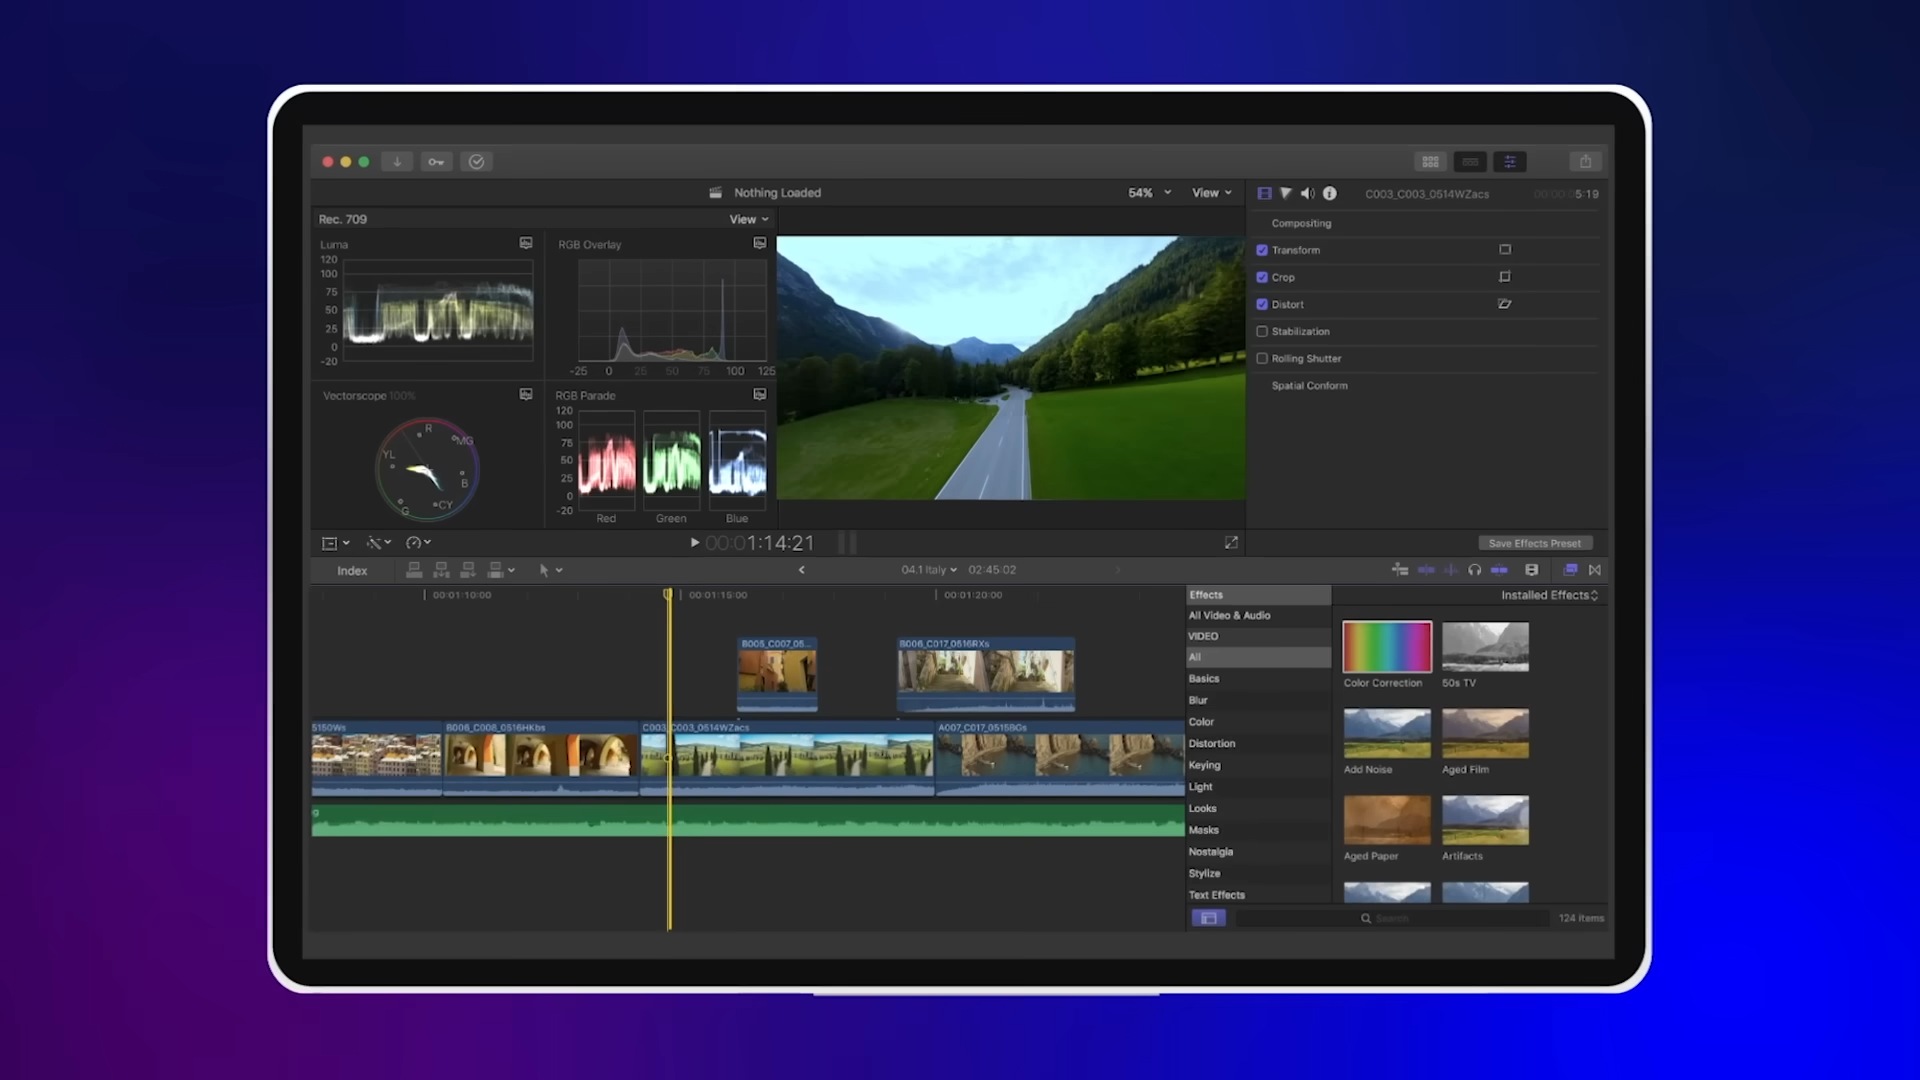 Nothing Loaded
54%
View
C003_C003_0514WZacs
00:00:05:19
Rec. 709
View
Luma
120
100
75
50
25
0
-20
RGB Overlay
-25 0 25 50 75 100 125
Vectorscope 100%
R
MG
B
CY
G
YL
RGB Parade
120
100
75
50
25
0
-20
Red Green Blue
Compositing
Transform
Crop
Distort
Stabilization
Rolling Shutter
Spatial Conform
00:01:14:21
Save Effects Preset
Index
04.1 Italy
02:45:02
00:01:10:00
00:01:15:00
00:01:20:00
B005_C007_05...
B006_C017_0516RXs
5150Ws
B006_C008_0516HKbs
C003_C003_0514WZacs
A007_C017_0515BGs
Effects
Installed Effects
All Video & Audio
VIDEO
All
Basics
Blur
Color
Distortion
Keying
Light
Looks
Masks
Nostalgia
Stylize
Text Effects
Color Correction
50s TV
Add Noise
Aged Film
Aged Paper
Artifacts
Search
124 items